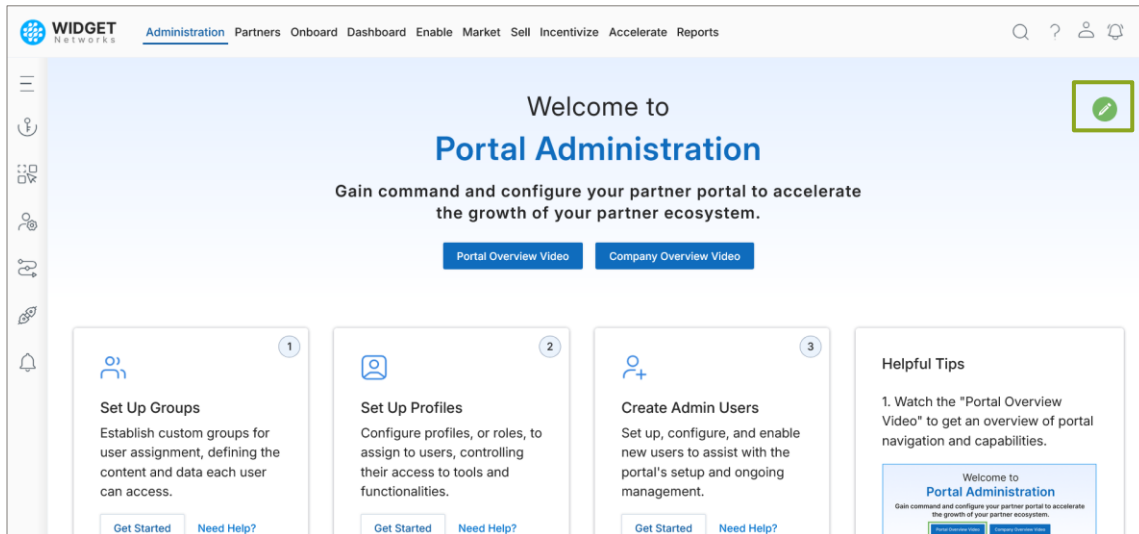 WIDGET
Networks
Administration Partners Onboard Dashboard Enable Market Sell Incentivize Accelerate Reports
Welcome to
Portal Administration
Gain command and configure your partner portal to accelerate
the growth of your partner ecosystem.
Portal Overview Video
Company Overview Video
1
Set Up Groups
Establish custom groups for
user assignment, defining the
content and data each user
can access.
Get Started Need Help?
2
Set Up Profiles
Configure profiles, or roles, to
assign to users, controlling
their access to tools and
functionalities.
Get Started Need Help?
3
Create Admin Users
Set up, configure, and enable
new users to assist with the
portal's setup and ongoing
management.
Get Started Need Help?
Helpful Tips
1. Watch the "Portal Overview
Video" to get an overview of portal
navigation and capabilities.
Welcome to
Portal Administration
Gain command and configure your partner portal to accelerate
the growth of your partner ecosystem.
Portal Overview Video
Company Overview Video